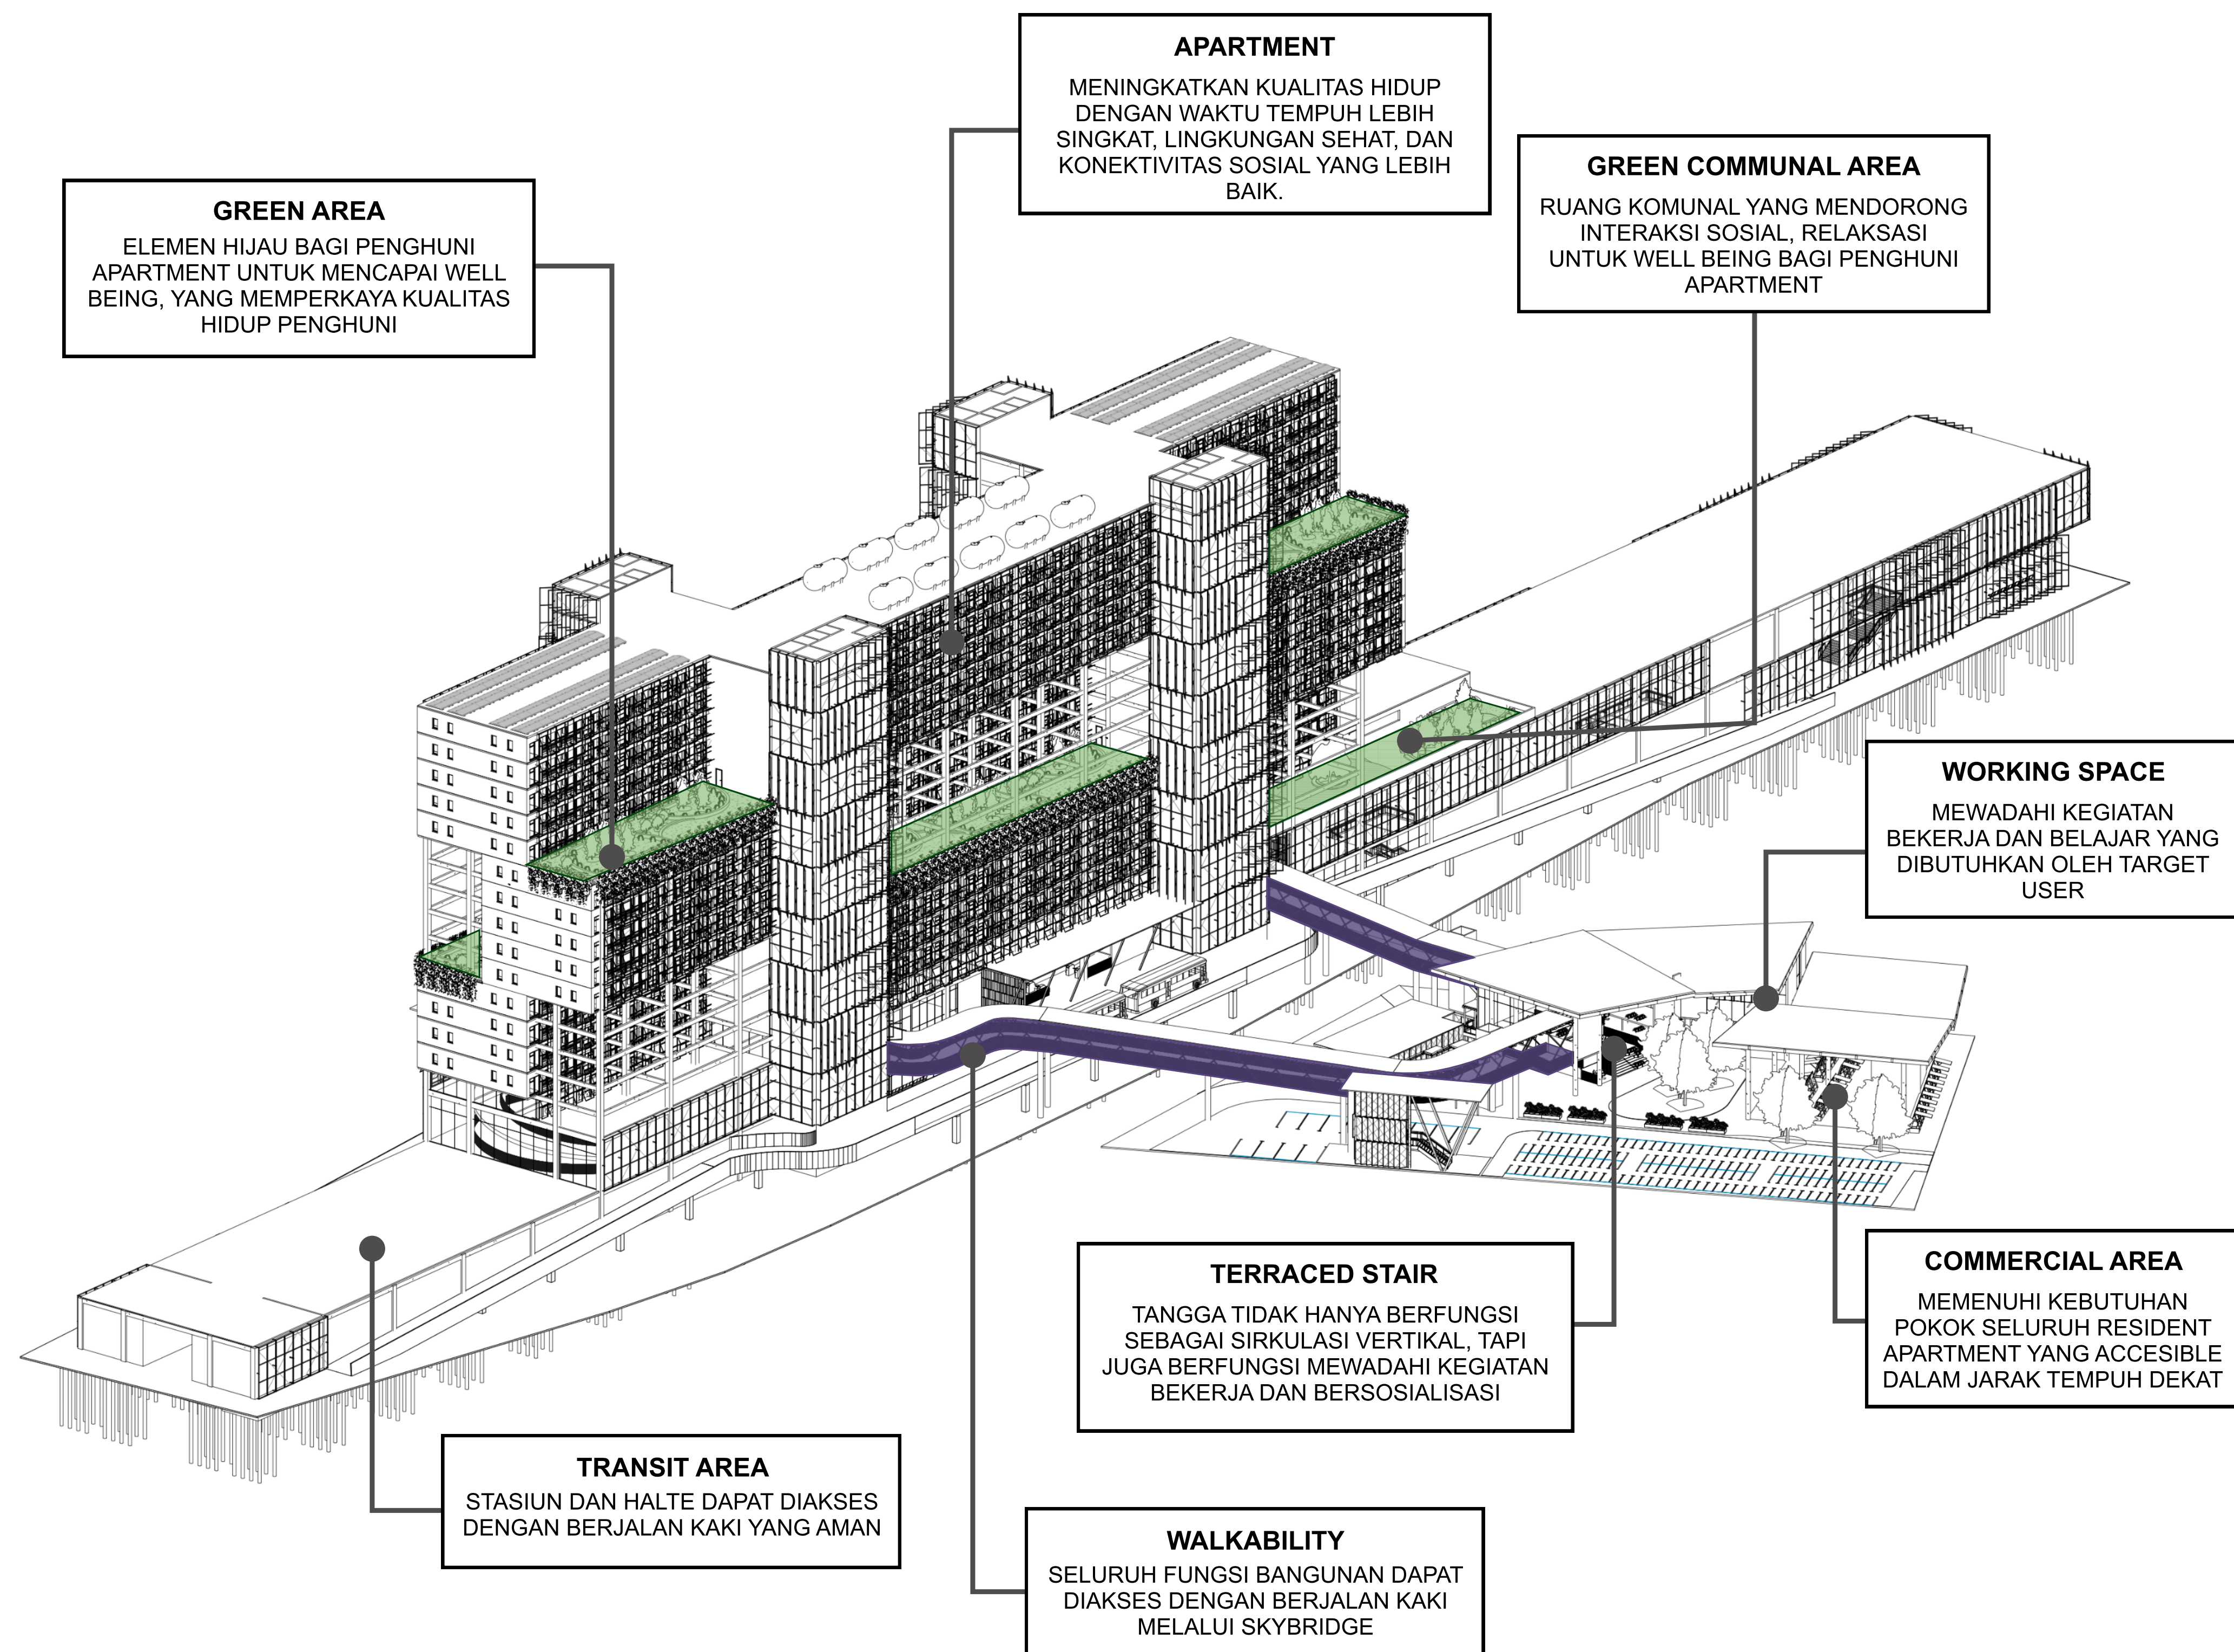 APARTMENT
MENINGKATKAN KUALITAS HIDUP
DENGAN WAKTU TEMPUH LEBIH
SINGKAT, LINGKUNGAN SEHAT, DAN
KONEKTIVITAS SOSIAL YANG LEBIH
BAIK.
GREEN COMMUNAL AREA
RUANG KOMUNAL YANG MENDORONG
INTERAKSI SOSIAL, RELAKSASI
UNTUK WELL BEING BAGI PENGHUNI
APARTMENT
GREEN AREA
ELEMEN HIJAU BAGI PENGHUNI
APARTMENT UNTUK MENCAPAI WELL
BEING, YANG MEMPERKAYA KUALITAS
HIDUP PENGHUNI
WORKING SPACE
MEWADAHI KEGIATAN
BEKERJA DAN BELAJAR YANG
DIBUTUHKAN OLEH TARGET
USER
TERRACED STAIR
TANGGA TIDAK HANYA BERFUNGSI
SEBAGAI SIRKULASI VERTIKAL, TAPI
JUGA BERFUNGSI MEWADAHI KEGIATAN
BEKERJA DAN BERSOSIALISASI
COMMERCIAL AREA
MEMENUHI KEBUTUHAN
POKOK SELURUH RESIDENT
APARTMENT YANG ACCESIBLE
DALAM JARAK TEMPUH DEKAT
TRANSIT AREA
STASIUN DAN HALTE DAPAT DIAKSES
DENGAN BERJALAN KAKI YANG AMAN
WALKABILITY
SELURUH FUNGSI BANGUNAN DAPAT
DIAKSES DENGAN BERJALAN KAKI
MELALUI SKYBRIDGE